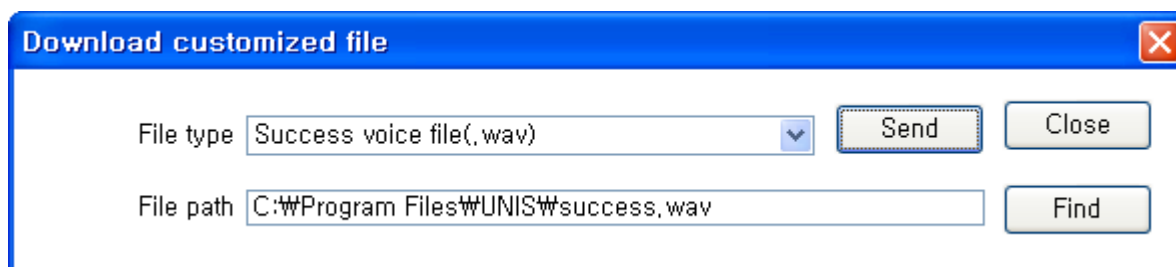 Download customized file
File type Success voice file(.wav) Send Close
File path C:₩Program Files₩UNIS₩success.wav Find